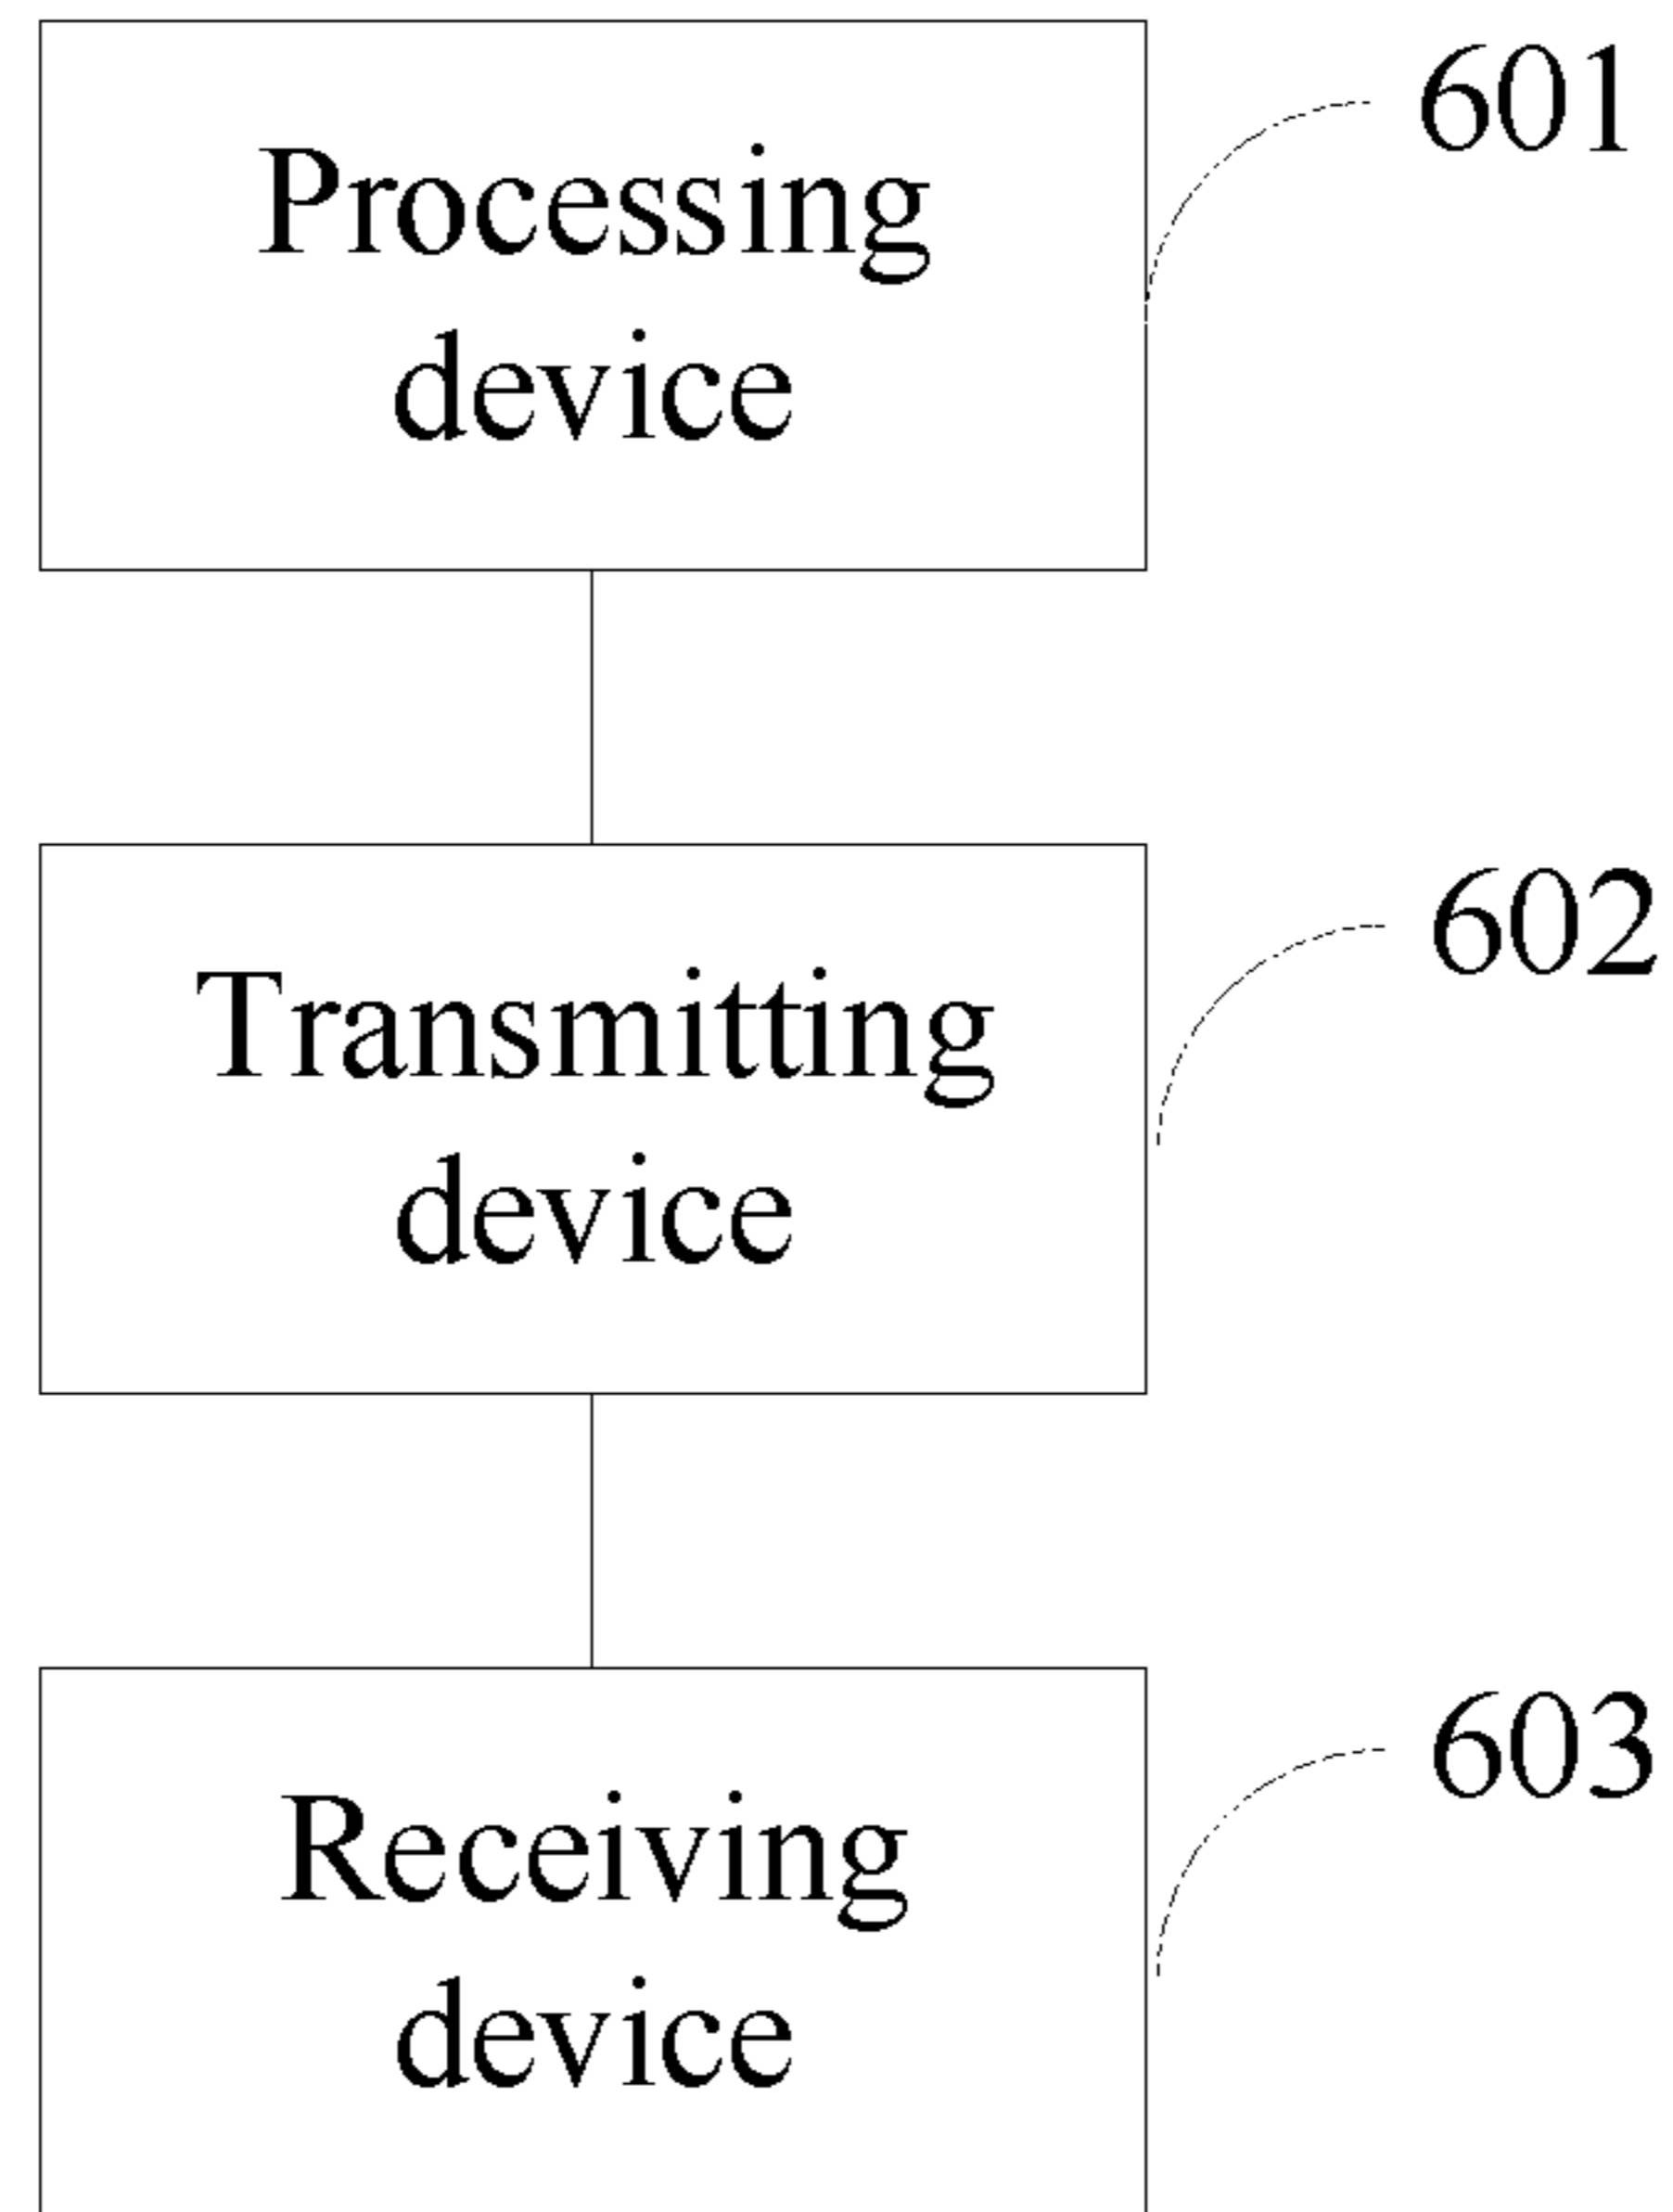 601
Processing
device
602
Transmitting
device
603
Receiving
device